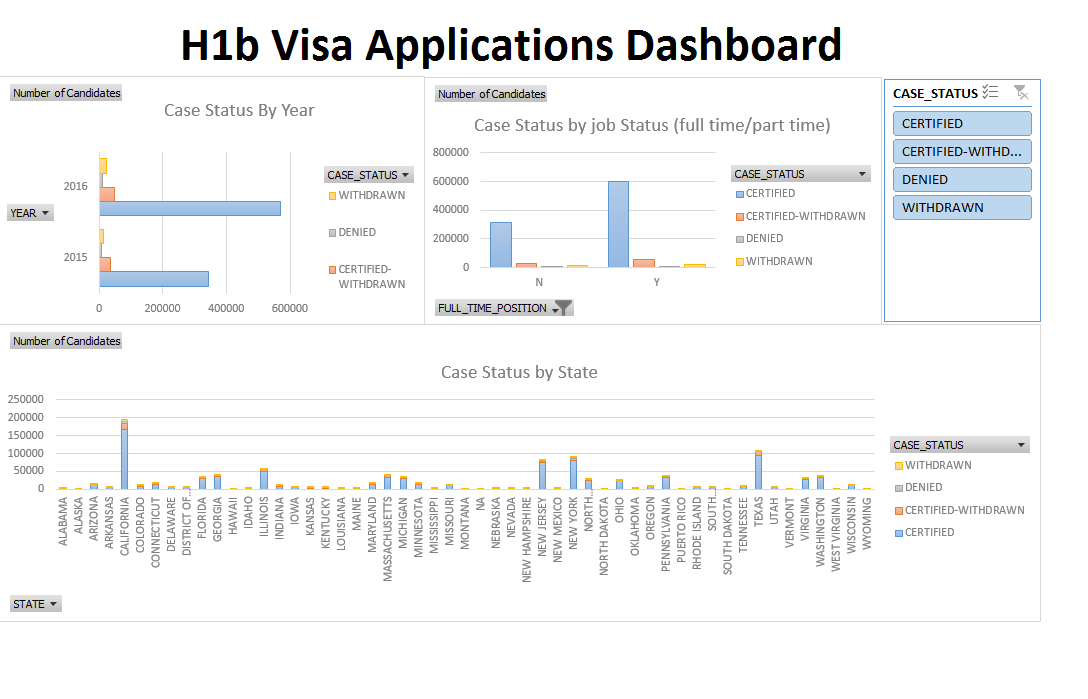 H1b Visa Applications Dashboard
Number of Candidates
Case Status By Year
2016
2015
0 200000 400000 600000
YEAR
CASE_STATUS
WITHDRAWN
DENIED
CERTIFIED-
WITHDRAWN
Number of Candidates
Case Status by job Status (full time/part time)
800000
600000
400000
200000
0
N Y
CASE_STATUS
CERTIFIED
CERTIFIED-WITHDRAWN
DENIED
WITHDRAWN
FULL_TIME_POSITION
CASE_STATUS
CERTIFIED
CERTIFIED-WITHD...
DENIED
WITHDRAWN
Number of Candidates
Case Status by State
250000
200000
150000
100000
50000
0
ALABAMA
ALASKA
ARIZONA
ARKANSAS
CALIFORNIA
COLORADO
CONNECTICUT
DELAWARE
DISTRICT OF...
FLORIDA
GEORGIA
HAWAII
IDAHO
ILLINOIS
INDIANA
IOWA
KANSAS
KENTUCKY
LOUISIANA
MAINE
MARYLAND
MASSACHUSETTS
MICHIGAN
MINNESOTA
MISSISSIPPI
MISSOURI
MONTANA
NA
NEBRASKA
NEVADA
NEW HAMPSHIRE
NEW JERSEY
NEW MEXICO
NEW YORK
NORTH...
NORTH DAKOTA
OHIO
OKLAHOMA
OREGON
PENNSYLVANIA
PUERTO RICO
RHODE ISLAND
SOUTH...
SOUTH DAKOTA
TENNESSEE
TEXAS
UTAH
VERMONT
VIRGINIA
WASHINGTON
WEST VIRGINIA
WISCONSIN
WYOMING
CASE_STATUS
WITHDRAWN
DENIED
CERTIFIED-WITHDRAWN
CERTIFIED
STATE